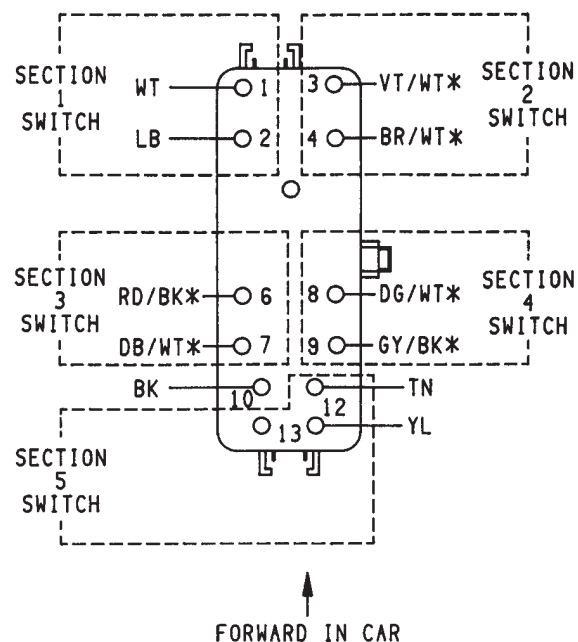 SECTION
1
SWITCH
WT
1
LB
2
3
VT/WT*
4
BR/WT*
SECTION
2
SWITCH
SECTION
3
SWITCH
RD/BK*
6
DB/WT*
7
8
DG/WT*
9
GY/BK*
SECTION
4
SWITCH
BK
10
TN
12
13
YL
SECTION
5
SWITCH
FORWARD IN CAR